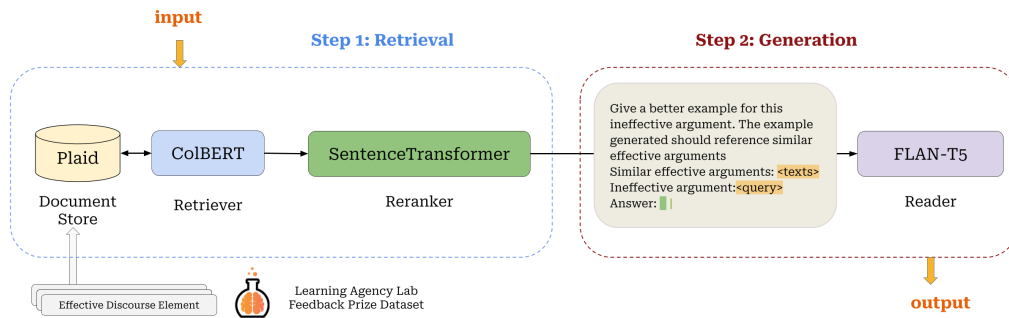 input
Step 1: Retrieval
Step 2: Generation
Plaid
ColBERT
SentenceTransformer
Give a better example for this
ineffective argument. The example
generated should reference similar
effective arguments
Similar effective arguments: <texts>
Ineffective argument:<query>
Answer:
FLAN-T5
Document
Store
Retriever
Reranker
Reader
Effective Discourse Element
Learning Agency Lab
Feedback Prize Dataset
output